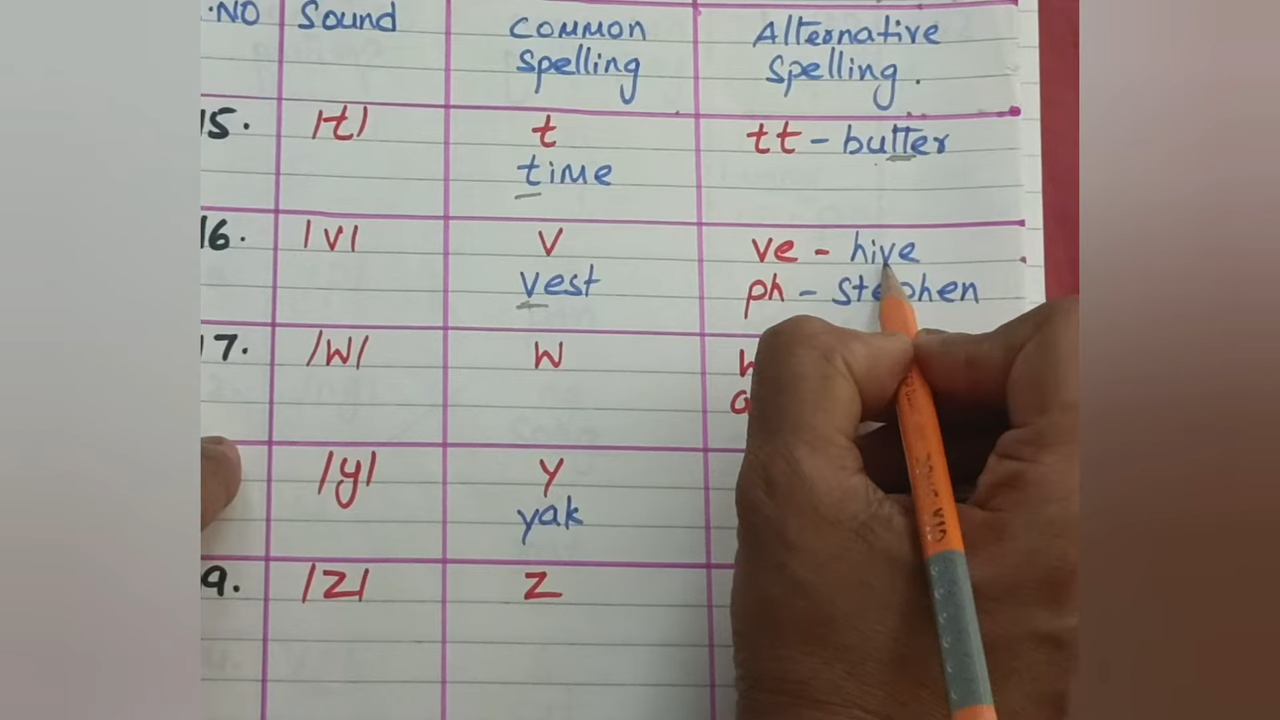 .NO Sound Common Alternative
Spelling Spelling.
15. /t/ t tt - butter
time
16. /v/ v ve - hive
vest ph - Stephen
17. /w/ w
/y/ y
yak
9. /z/ z